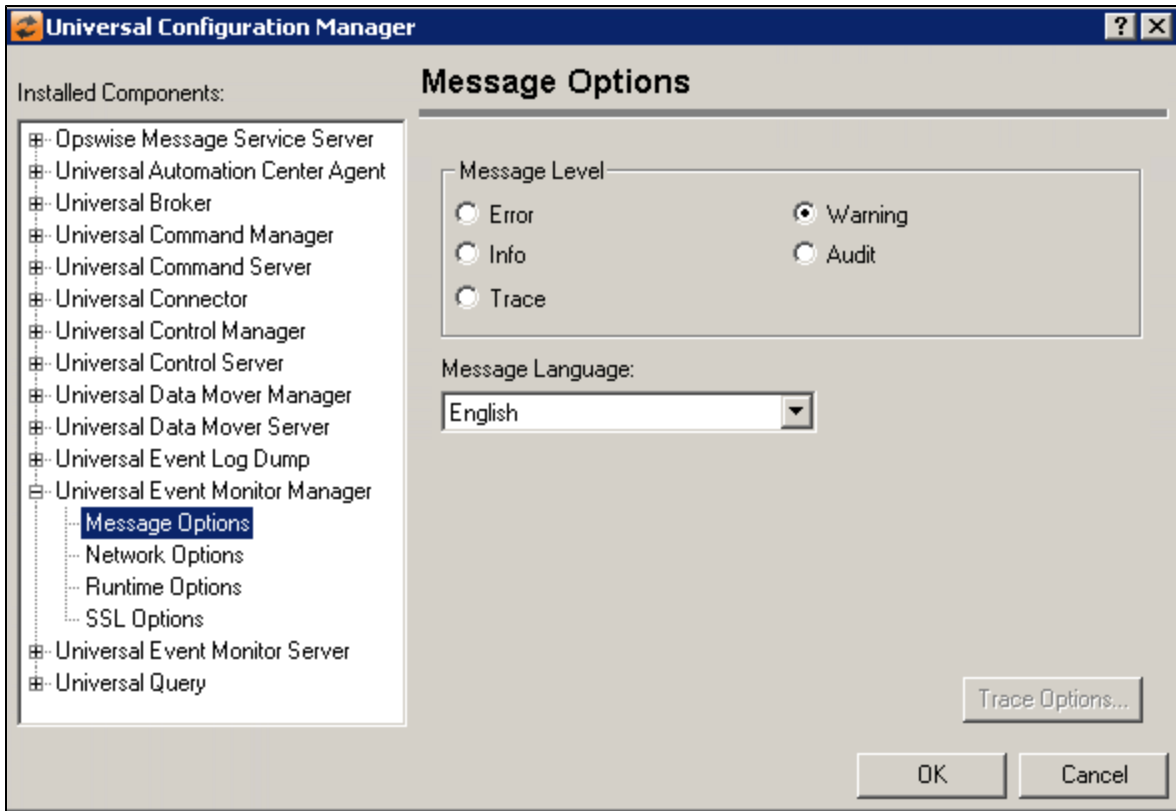 Universal Configuration Manager
Installed Components:
Opswise Message Service Server
Universal Automation Center Agent
Universal Broker
Universal Command Manager
Universal Command Server
Universal Connector
Universal Control Manager
Universal Control Server
Universal Data Mover Manager
Universal Data Mover Server
Universal Event Log Dump
Universal Event Monitor Manager
Message Options
Network Options
Runtime Options
SSL Options
Universal Event Monitor Server
Universal Query
Message Options
Message Level
Error
Warning
Info
Audit
Trace
Message Language:
English
Trace Options...
OK
Cancel